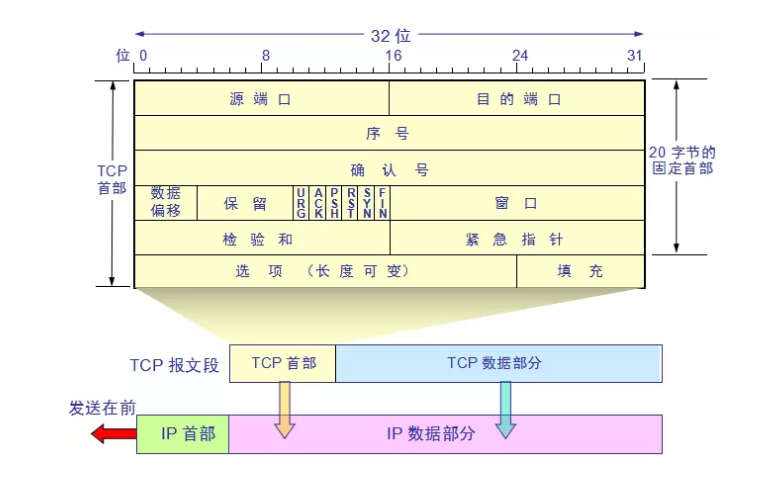 32 位
位 0 8 16 24 31
源端口 目的端口
序号
TCP
首部
20 字节的
固定首部
确认号
数据
偏移
保留
URG
ACK
PSH
RST
SYN
FIN
窗口
检验和 紧急指针
选项 (长度可变) 填充
TCP 报文段 TCP 首部 TCP 数据部分
发送在前
IP 首部 IP 数据部分